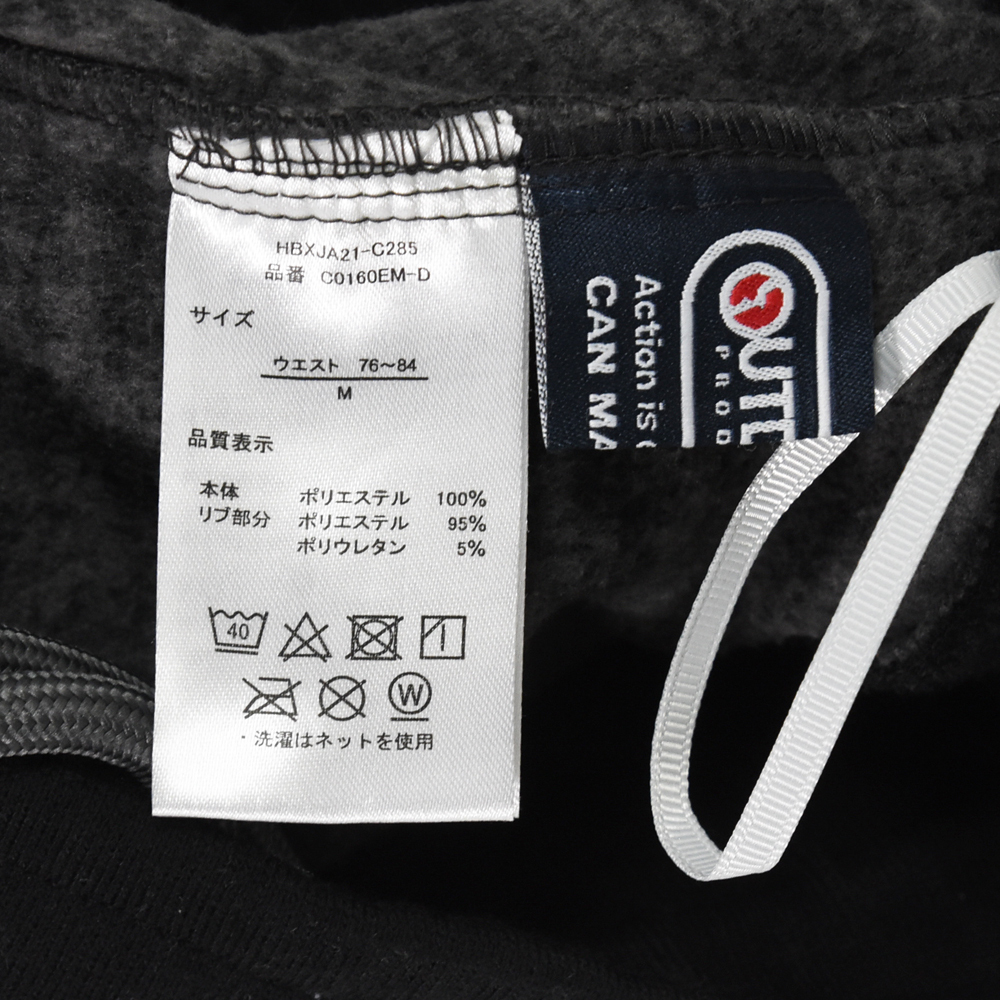 HBXJA21-C285
品番 C0160EM-D
サイズ
ウエスト 76～84
M
品質表示
本体 ポリエステル 100%
リブ部分 ポリエステル 95%
ポリウレタン 5%
40
W
・洗濯はネットを使用
PROD
Action is
CAN MA